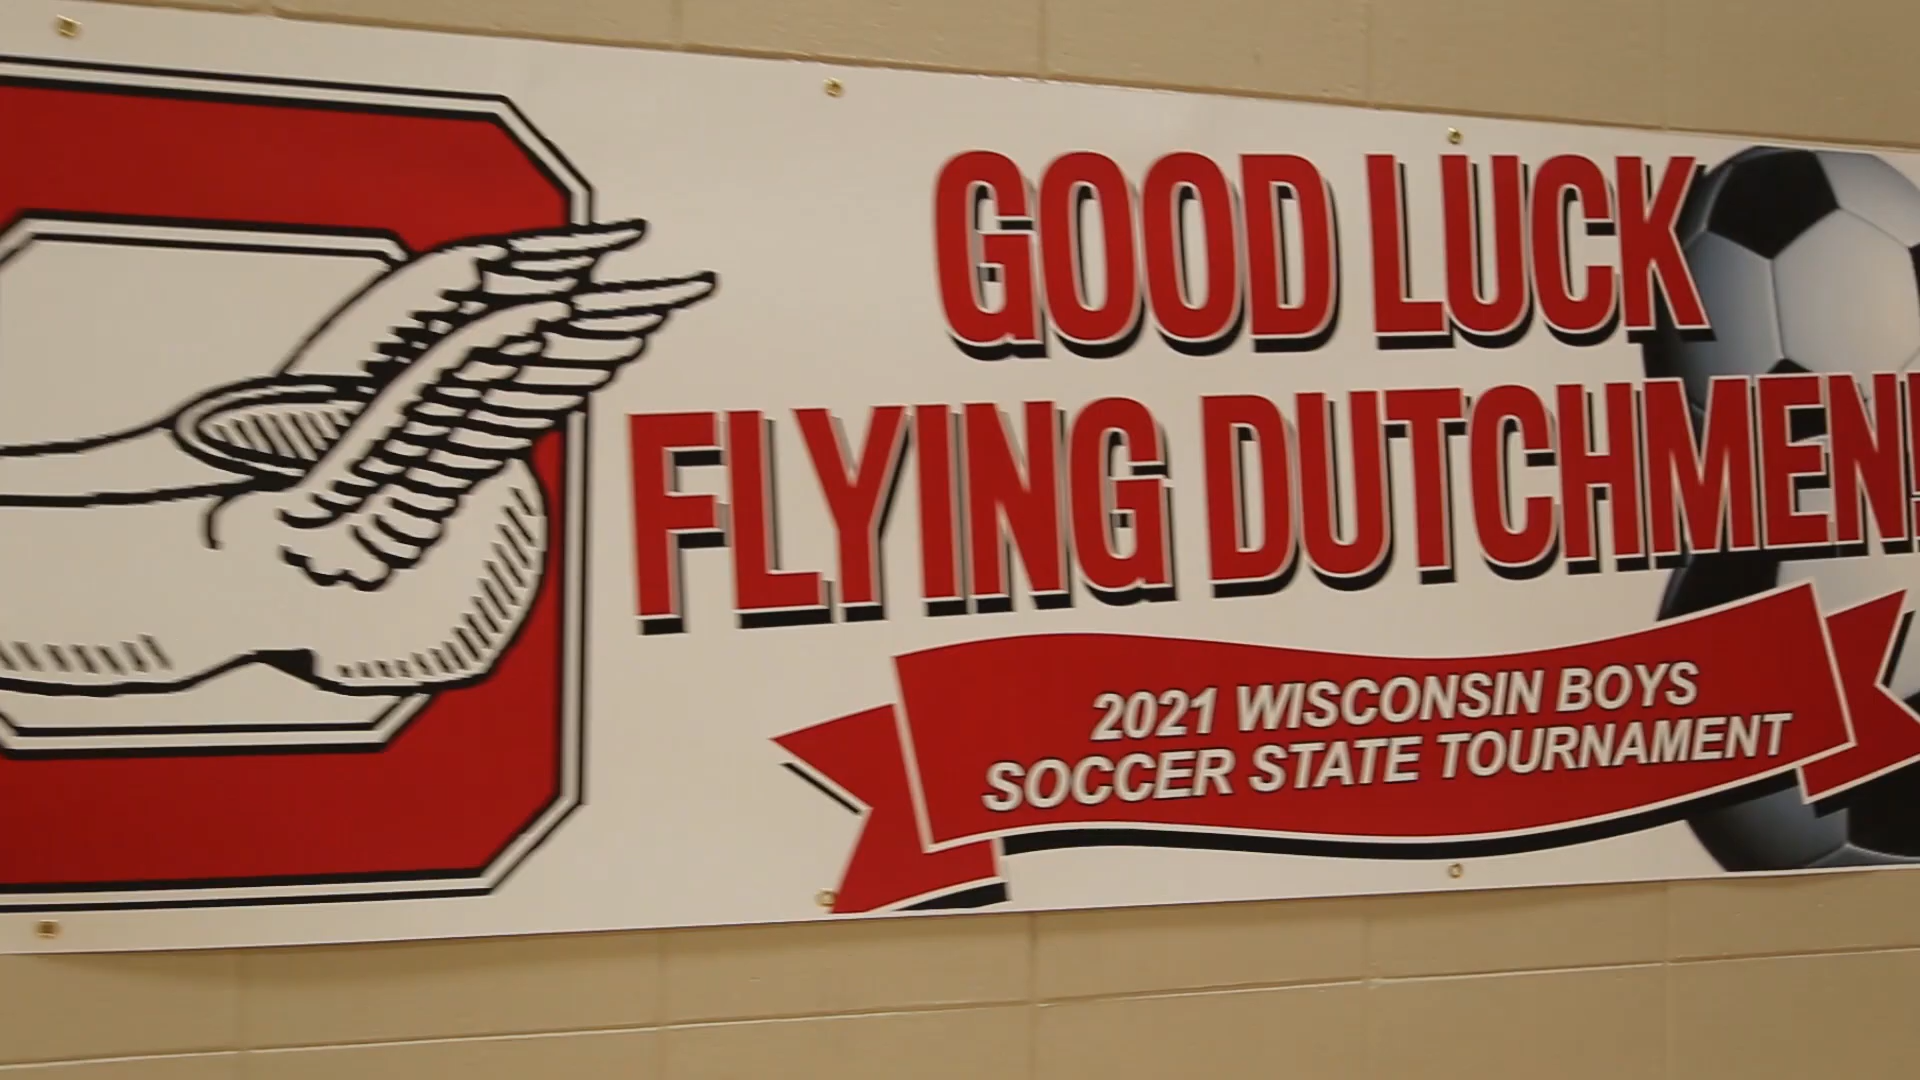 GOOD LUCK
FLYING DUTCHMEN!
2021 WISCONSIN BOYS
SOCCER STATE TOURNAMENT